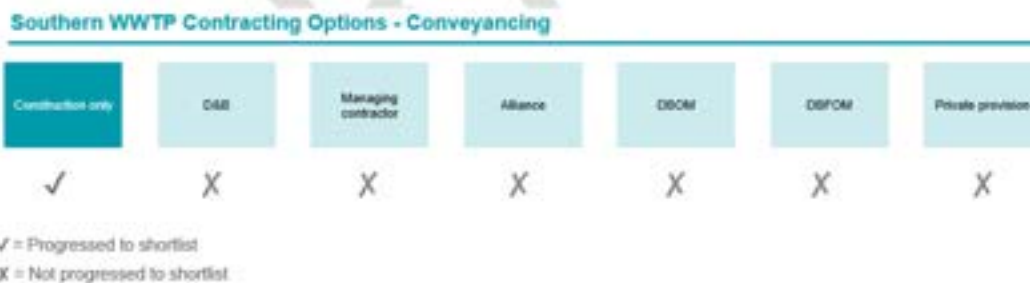 Southern WWTP Contracting Options - Conveyancing
Construction only
D&B
Managing
contractor
Alliance
DBOM
DBFOM
Private provision
✓ X X X X X X
✓ = Progressed to shortlist
X = Not progressed to shortlist